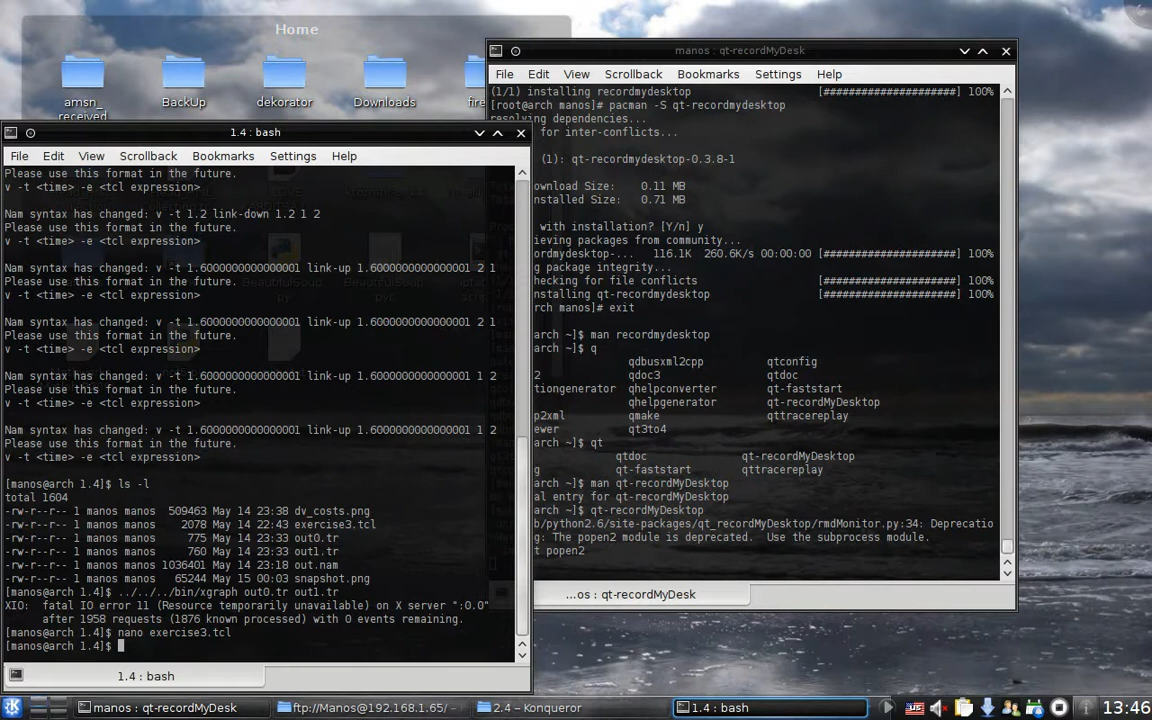 Home
amsn_
received
BackUp
dekorator
Downloads
fire
1.4 : bash
File Edit View Scrollback Bookmarks Settings Help
Please use this format in the future.
v -t <time> -e <tcl expression>
Nam syntax has changed: v -t 1.2 link-down 1.2 1 2
Please use this format in the future.
v -t <time> -e <tcl expression>
Nam syntax has changed: v -t 1.6000000000000001 link-up 1.6000000000000001 2 1
Please use this format in the future.
v -t <time> -e <tcl expression>
Nam syntax has changed: v -t 1.6000000000000001 link-up 1.6000000000000001 2 1
Please use this format in the future.
v -t <time> -e <tcl expression>
Nam syntax has changed: v -t 1.6000000000000001 link-up 1.6000000000000001 1 2
Please use this format in the future.
v -t <time> -e <tcl expression>
Nam syntax has changed: v -t 1.6000000000000001 link-up 1.6000000000000001 1 2
Please use this format in the future.
v -t <time> -e <tcl expression>
[manos@arch 1.4]$ ls -l
total 1604
-rw-r--r-- 1 manos manos 509463 May 14 23:38 dv_costs.png
-rw-r--r-- 1 manos manos 2078 May 14 22:43 exercise3.tcl
-rw-r--r-- 1 manos manos 775 May 14 23:33 out0.tr
-rw-r--r-- 1 manos manos 760 May 14 23:33 out1.tr
-rw-r--r-- 1 manos manos 1036401 May 14 23:18 out.nam
-rw-r--r-- 1 manos manos 65244 May 15 00:03 snapshot.png
[manos@arch 1.4]$ ../../../bin/xgraph out0.tr out1.tr
XIO: fatal IO error 11 (Resource temporarily unavailable) on X server ":0.0"
after 1958 requests (1876 known processed) with 0 events remaining.
[manos@arch 1.4]$ nano exercise3.tcl
[manos@arch 1.4]$
1.4 : bash
manos : qt-recordMyDesk
File Edit View Scrollback Bookmarks Settings Help
(1/1) installing recordmydesktop [######################] 100%
[root@arch manos]# pacman -S qt-recordmydesktop
resolving dependencies...
for inter-conflicts...
(1): qt-recordmydesktop-0.3.8-1
ownload Size: 0.11 MB
nstalled Size: 0.71 MB
with installation? [Y/n] y
ieving packages from community...
ordmydesktop-... 116.1K 260.6K/s 00:00:00 [######################] 100%
g package integrity...
hecking for file conflicts [######################] 100%
nstalling qt-recordmydesktop [######################] 100%
rch manos]# exit
arch ~]$ man recordmydesktop
arch ~]$ q
qdbusxml2cpp qtconfig
2 qdoc3 qtdoc
tiongenerator qhelpconverter qt-faststart
qhelpgenerator qt-recordMyDesktop
p2xml qmake qttracereplay
ewer qt3to4
arch ~]$ qt
qtdoc qt-recordMyDesktop
g qt-faststart qttracereplay
arch ~]$ man qt-recordMyDesktop
al entry for qt-recordMyDesktop
arch ~]$ qt-recordMyDesktop
b/python2.6/site-packages/qt_recordMyDesktop/rmdMonitor.py:34: Deprecatio
g: The popen2 module is deprecated. Use the subprocess module.
t popen2
...os : qt-recordMyDesk
manos : qt-recordMyDesk
ftp://Manos@192.168.1.65/ –
2.4 – Konqueror
1.4 : bash
US
13:46